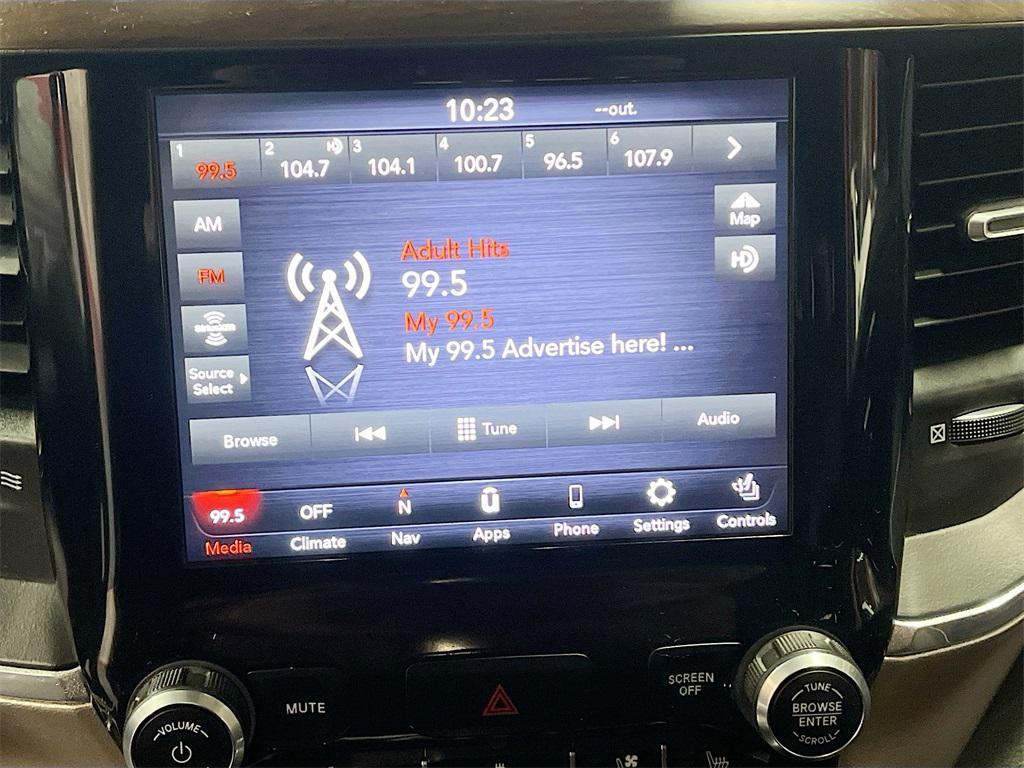 10:23 --out.
1 99.5 2 104.7 HD 3 104.1 4 100.7 5 96.5 6 107.9
AM
FM
SiriusXM
Source
Select
Adult Hits
99.5
My 99.5
My 99.5 Advertise here! ...
Map
HD
Browse Tune Audio
99.5 OFF N u
Media Climate Nav Apps Phone Settings Controls
MUTE
SCREEN
OFF
VOLUME
TUNE
BROWSE
ENTER
SCROLL